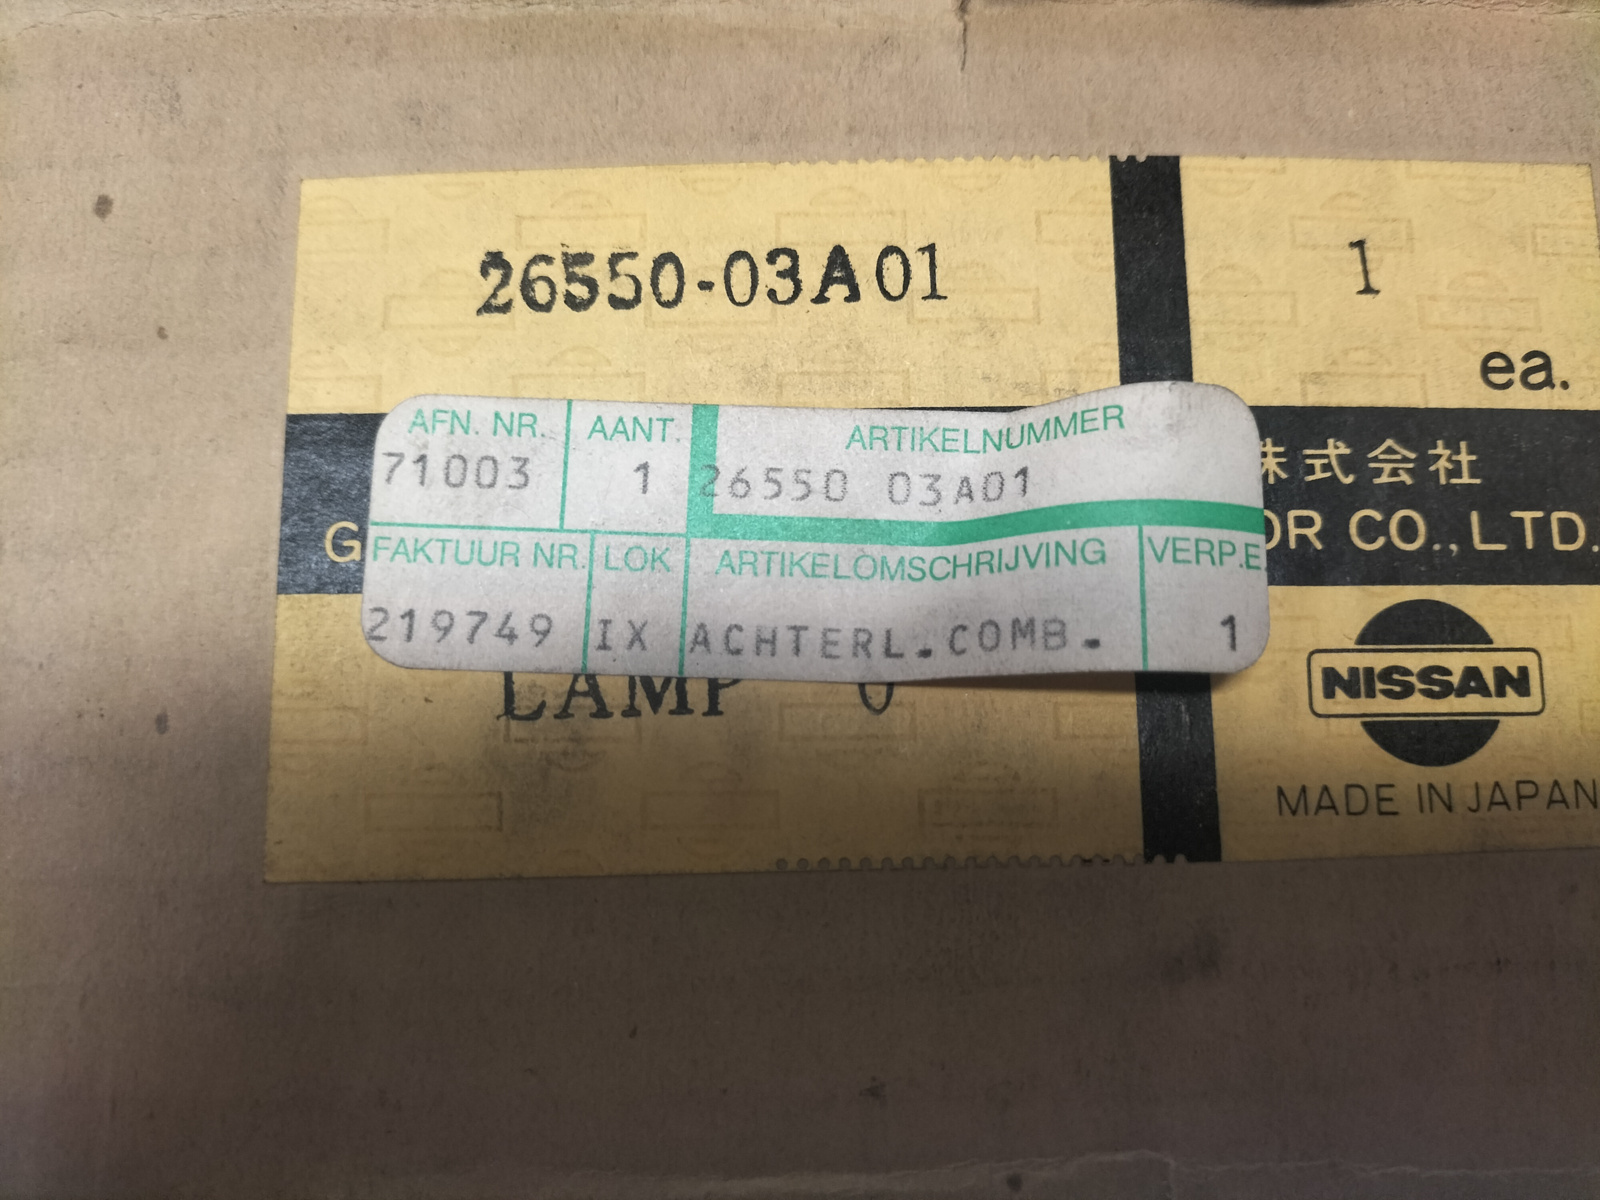 26550-03A01
1
ea.
AFN. NR. AANT. ARTIKELNUMMER
71003 1 26550 03A01
FAKTUUR NR. LOK ARTIKELOMSCHRIJVING VERP.E
219749 IX ACHTERL.COMB. 1
株式会社
CO.,LTD.
LAMP
NISSAN
MADE IN JAPAN